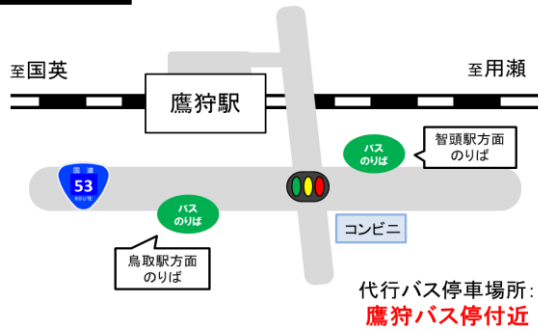 至国英
至用瀬
鷹狩駅
智頭駅方面
のりば
バス
のりば
国道
53
ROUTE
バス
のりば
コンビニ
鳥取駅方面
のりば
代行バス停車場所:
鷹狩バス停付近